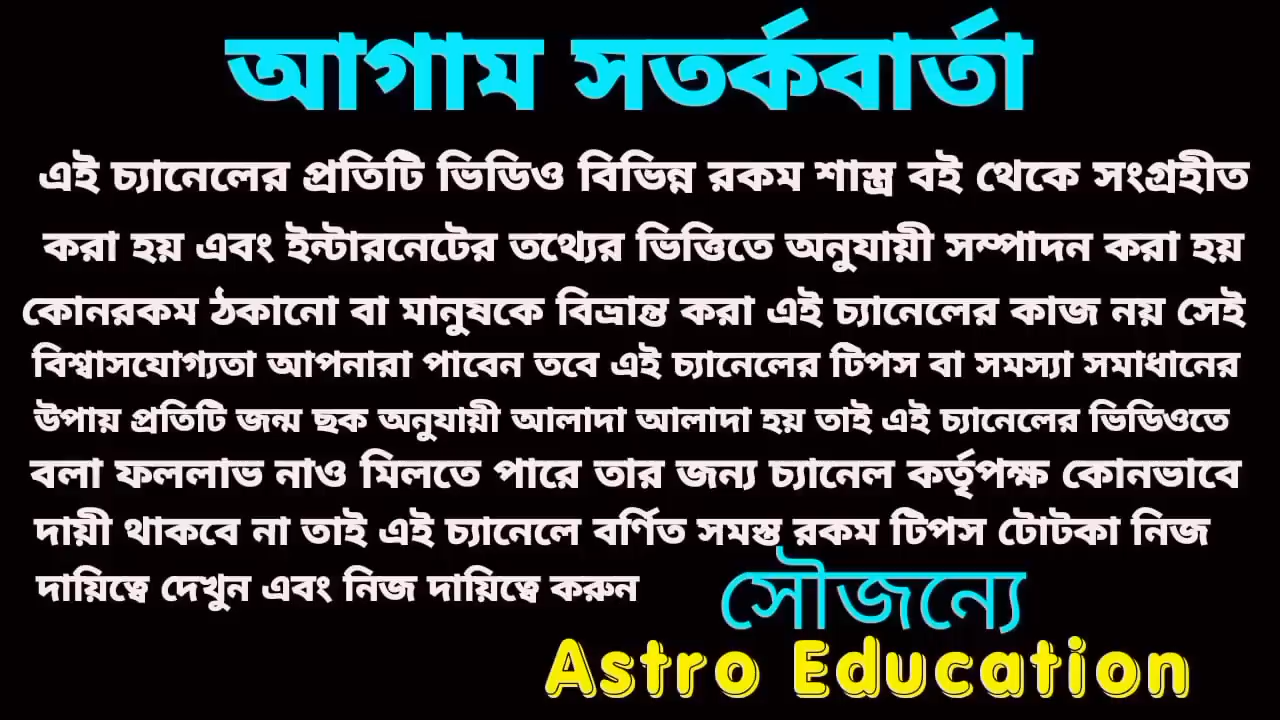 আগাম সতর্কবার্তা
এই চ্যানেলের প্রতিটি ভিডিও বিভিন্ন রকম শাস্ত্র বই থেকে সংগ্রহীত
করা হয় এবং ইন্টারনেটের তথ্যের ভিত্তিতে অনুযায়ী সম্পাদন করা হয়
কোনরকম ঠকানো বা মানুষকে বিভ্রান্ত করা এই চ্যানেলের কাজ নয় সেই
বিশ্বাসযোগ্যতা আপনারা পাবেন তবে এই চ্যানেলের টিপস বা সমস্যা সমাধানের
উপায় প্রতিটি জন্ম ছক অনুযায়ী আলাদা আলাদা হয় তাই এই চ্যানেলের ভিডিওতে
বলা ফললাভ নাও মিলতে পারে তার জন্য চ্যানেল কর্তৃপক্ষ কোনভাবে
দায়ী থাকবে না তাই এই চ্যানেলে বর্ণিত সমস্ত রকম টিপস টোটকা নিজ
দায়িত্বে দেখুন এবং নিজ দায়িত্বে করুন
সৌজন্যে
Astro Education